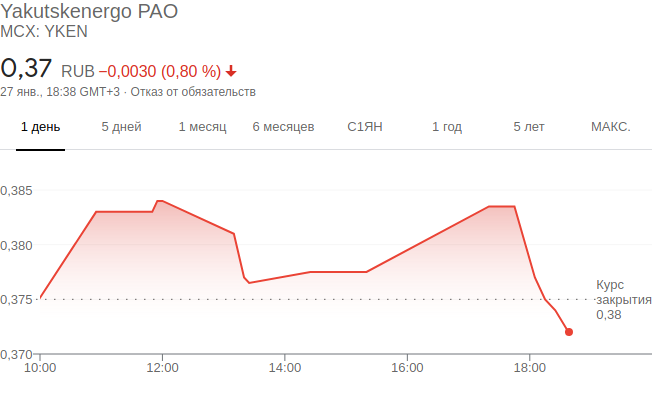 Yakutskenergo PAO
MCX: YKEN
0,37 RUB −0,0030 (0,80 %)
27 янв., 18:38 GMT+3 · Отказ от обязательств
1 день 5 дней 1 месяц 6 месяцев С1ЯН 1 год 5 лет МАКС.
0,385
0,380
Курс
0,375 закрытия
0,38
0,370
10:00 12:00 14:00 16:00 18:00